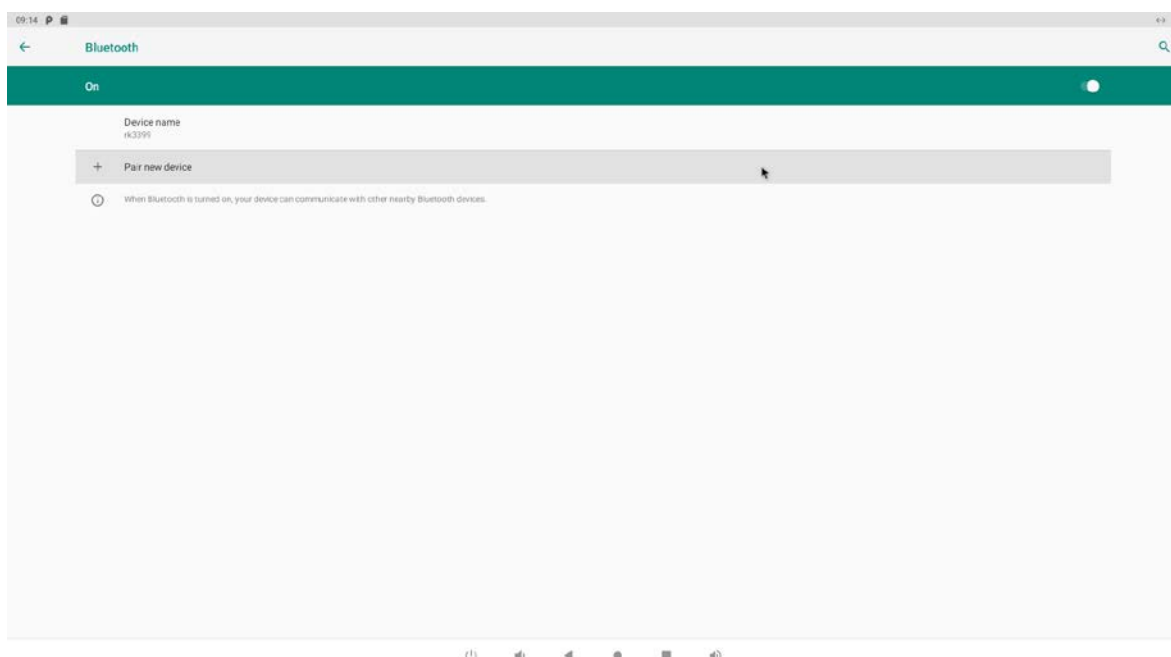 09:14
Bluetooth
On
Device name
rk3399
Pair new device
When Bluetooth is turned on, your device can communicate with other nearby Bluetooth devices.